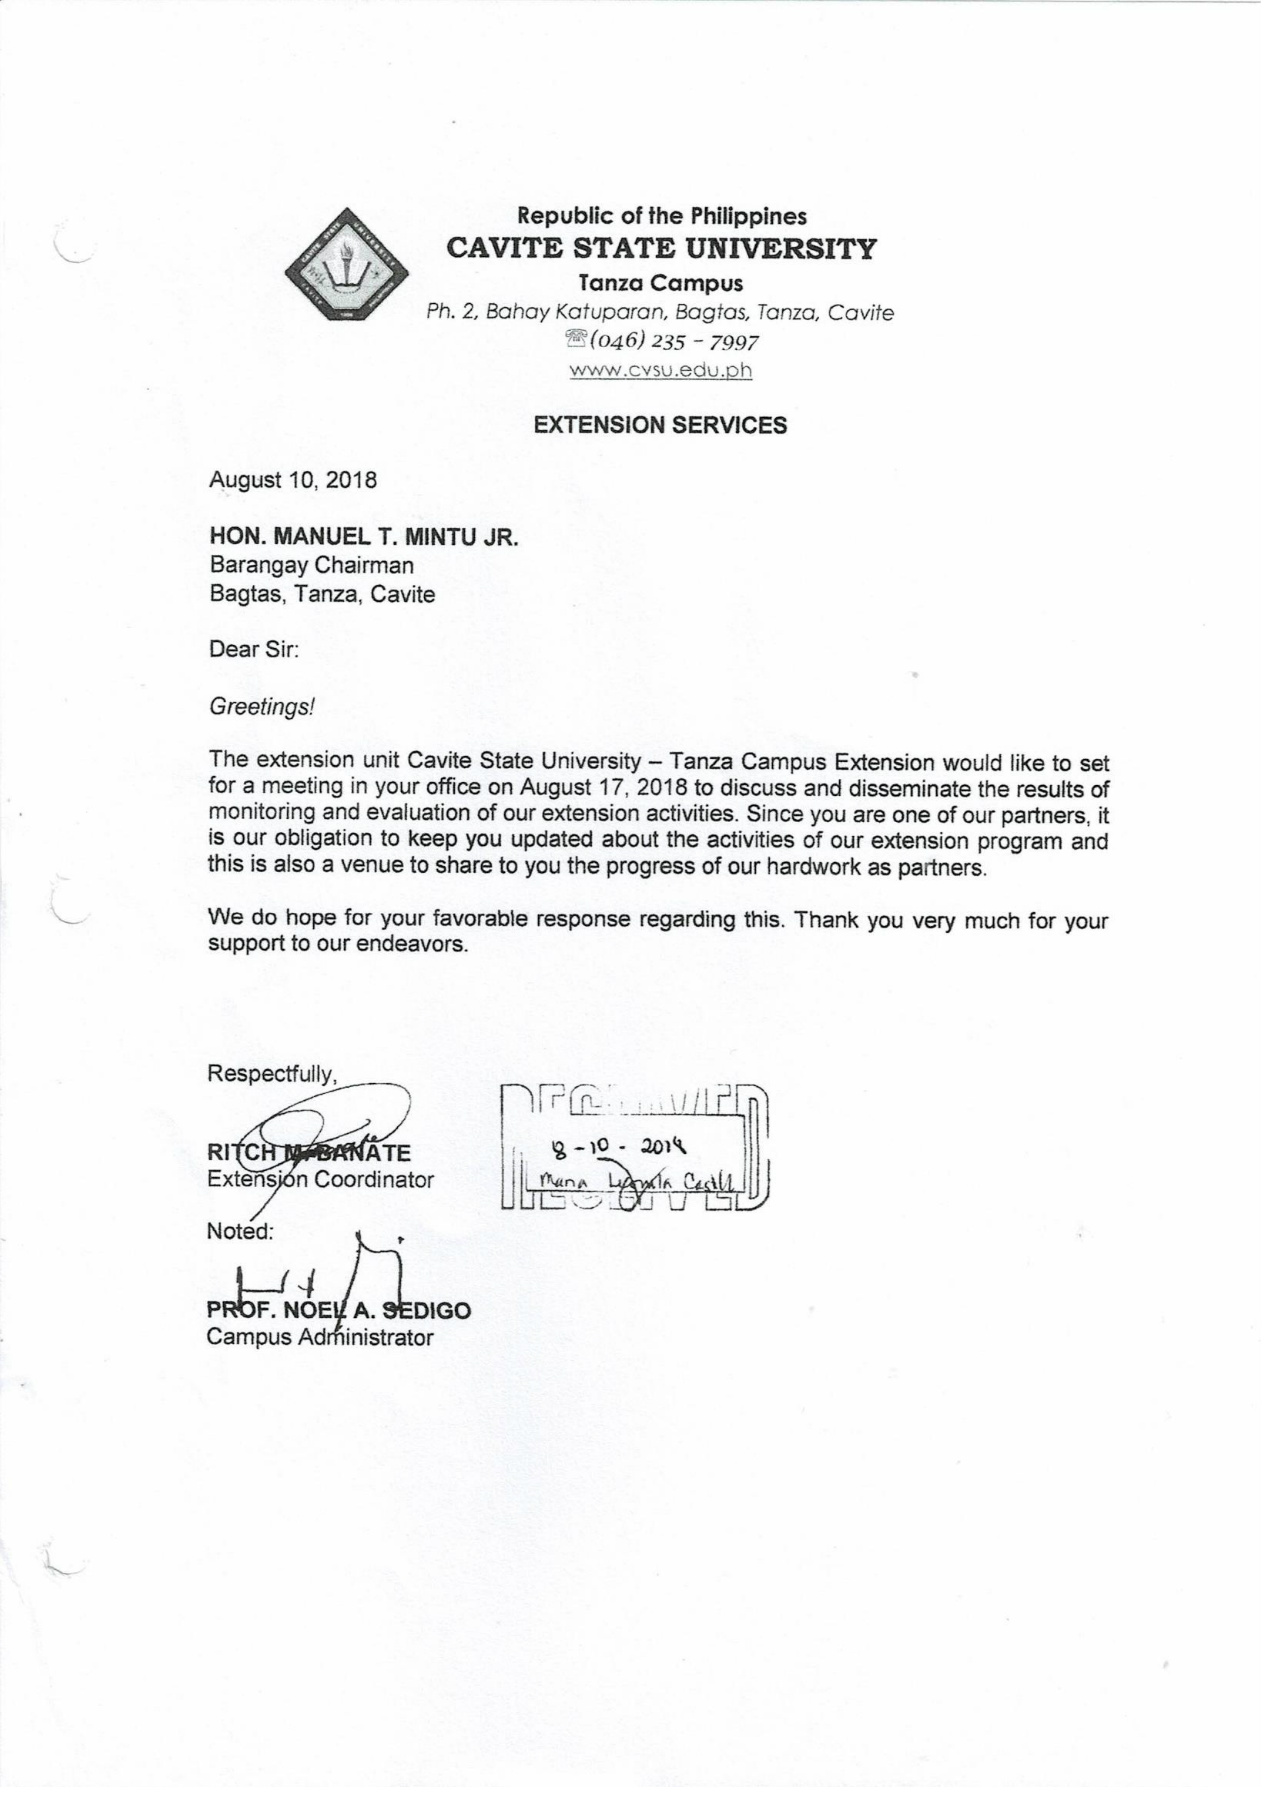 Republic of the Philippines
CAVITE STATE UNIVERSITY
Tanza Campus
Ph. 2, Bahay Katuparan, Bagtas, Tanza, Cavite
☏(046) 235 – 7997
www.cvsu.edu.ph
EXTENSION SERVICES
August 10, 2018
HON. MANUEL T. MINTU JR.
Barangay Chairman
Bagtas, Tanza, Cavite
Dear Sir:
Greetings!
The extension unit Cavite State University – Tanza Campus Extension would like to set
for a meeting in your office on August 17, 2018 to discuss and disseminate the results of
monitoring and evaluation of our extension activities. Since you are one of our partners, it
is our obligation to keep you updated about the activities of our extension program and
this is also a venue to share to you the progress of our hardwork as partners.
We do hope for your favorable response regarding this. Thank you very much for your
support to our endeavors.
Respectfully,
RITCH M. BANATE
Extension Coordinator
RECEIVED
8-10-
Noted:
PROF. NOEL A. SEDIGO
Campus Administrator